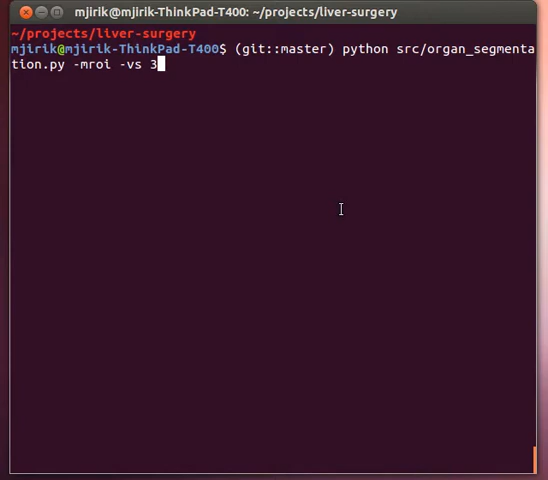 mjirik@mjirik-ThinkPad-T400: ~/projects/liver-surgery
~/projects/liver-surgery
mjirik@mjirik-ThinkPad-T400$ (git::master) python src/organ_segmenta
tion.py -mroi -vs 3